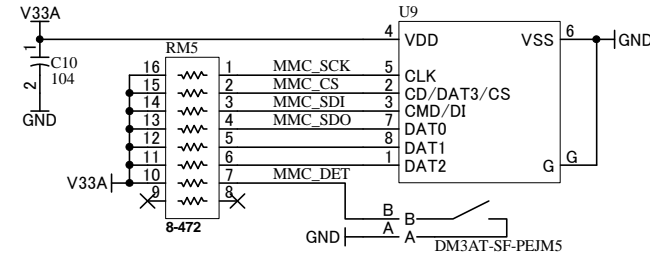 V33A
U9
1
C10
104
2
GND
RM5
16 1 MMC_SCK
15 2 MMC_CS
14 3 MMC_SDI
13 4 MMC_SDO
12 5
11 6
10 7 MMC_DET
9 8
V33A
8-472
4 VDD
5 CLK
2 CD/DAT3/CS
3 CMD/DI
7 DAT0
8 DAT1
1 DAT2
VSS 6 GND
G G
B B
GND A A
DM3AT-SF-PEJM5